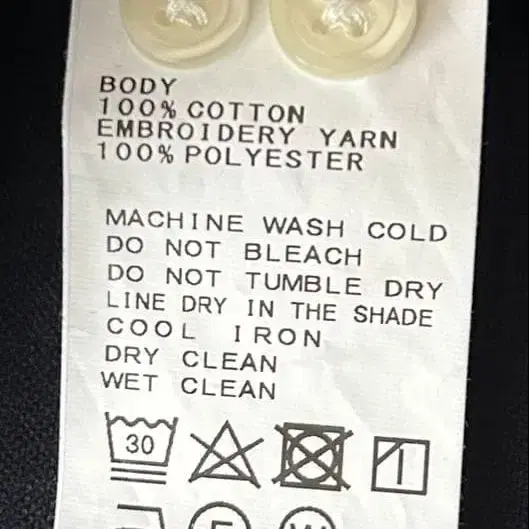 BODY
100% COTTON
EMBROIDERY YARN
100% POLYESTER
MACHINE WASH COLD
DO NOT BLEACH
DO NOT TUMBLE DRY
LINE DRY IN THE SHADE
COOL IRON
DRY CLEAN
WET CLEAN
30